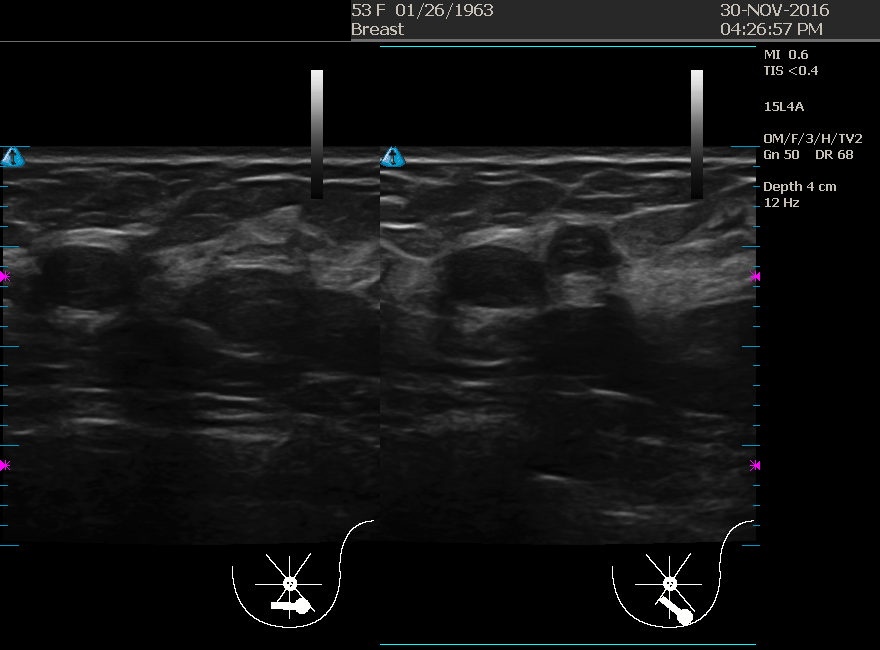 53 F 01/26/1963
30-NOV-2016
Breast
04:26:57 PM
MI 0.6
TIS <0.4
15L4A
OM/F/3/H/TV2
Gn 50 DR 68
Depth 4 cm
12 Hz